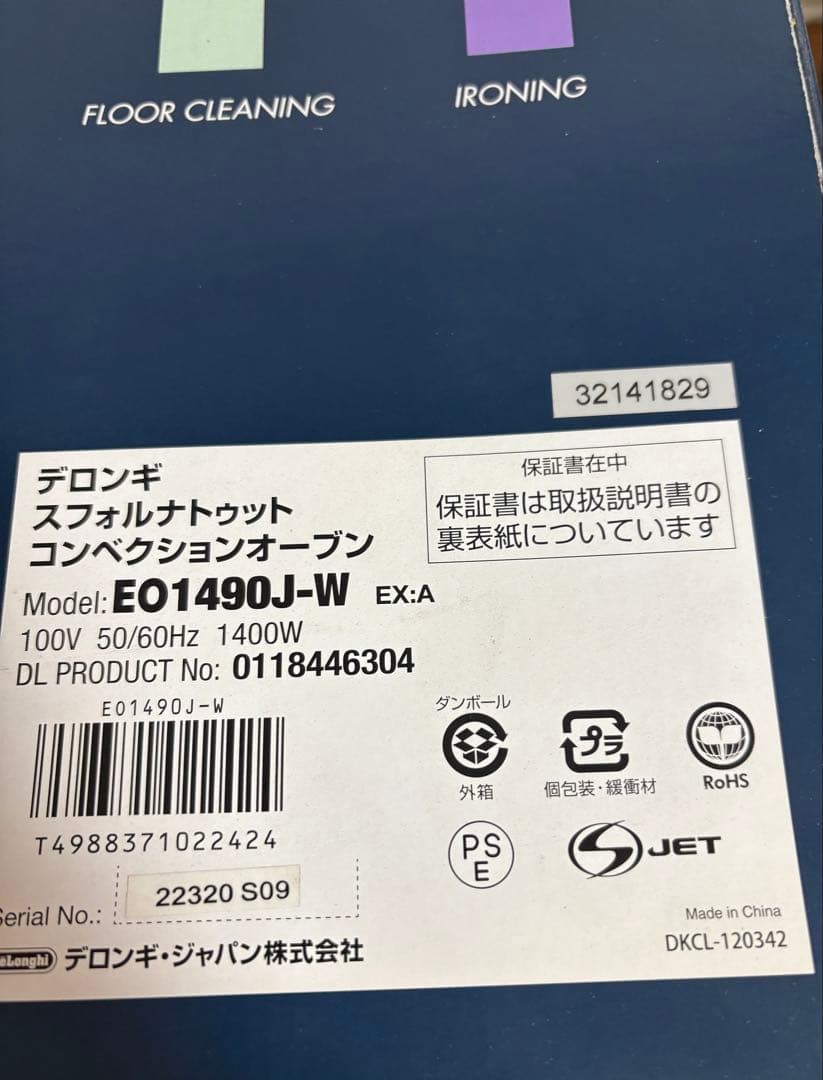 FLOOR CLEANING
IRONING
32141829
デロンギ
スフォルナトゥット
コンベクションオーブン
保証書在中
保証書は取扱説明書の
裏表紙についています
Model: EO1490J-W EX:A
100V 50/60Hz 1400W
DL PRODUCT No: 0118446304
EO1490J-W
T4988371022424
ダンボール
外箱
プラ
個包装・緩衝材
RoHS
PS
E
S JET
Serial No.: 22320 S09
DeLonghi デロンギ・ジャパン株式会社
Made in China
DKCL-120342